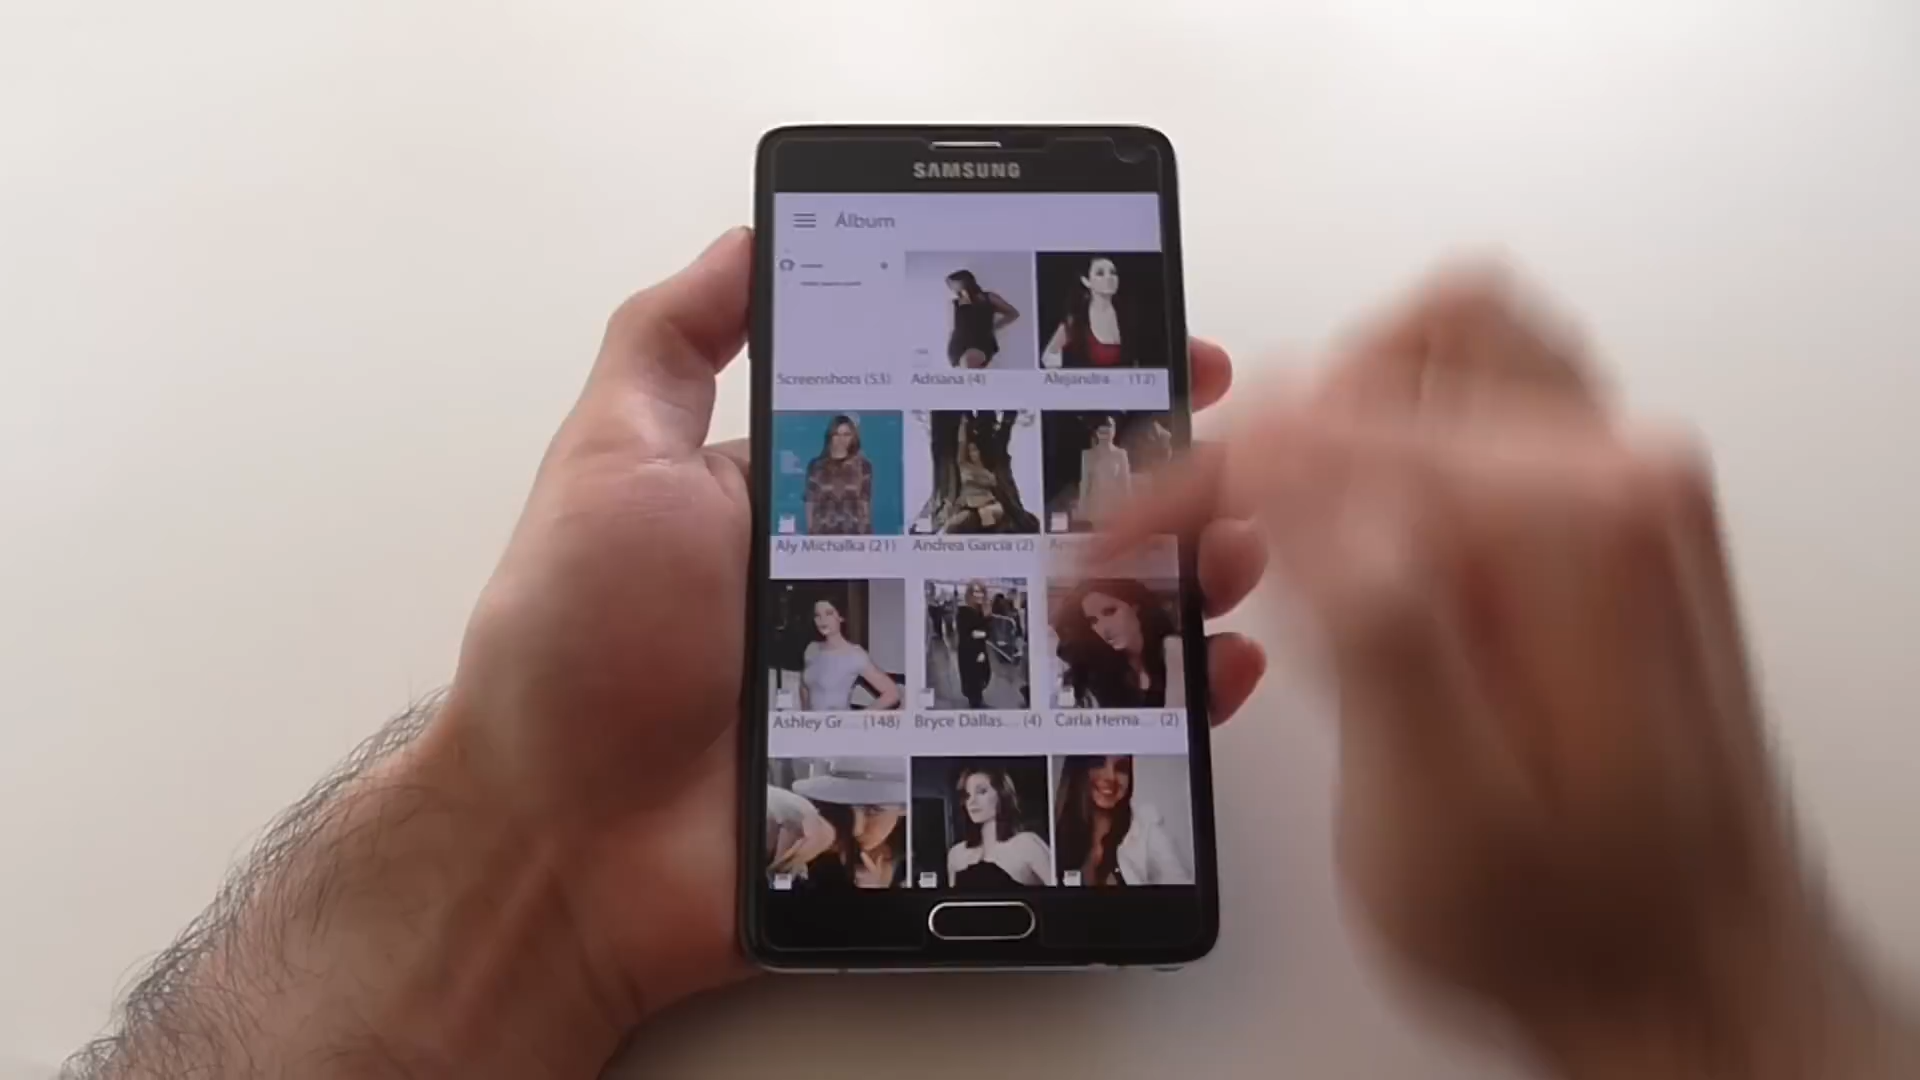 SAMSUNG
Álbum
Screenshots (53) Adriana (4) Alejandra... (12)
Aly Michalka (21) Andrea García (2)
Ashley Gr... (148) Bryce Dallas... (4) Carla Herna... (2)